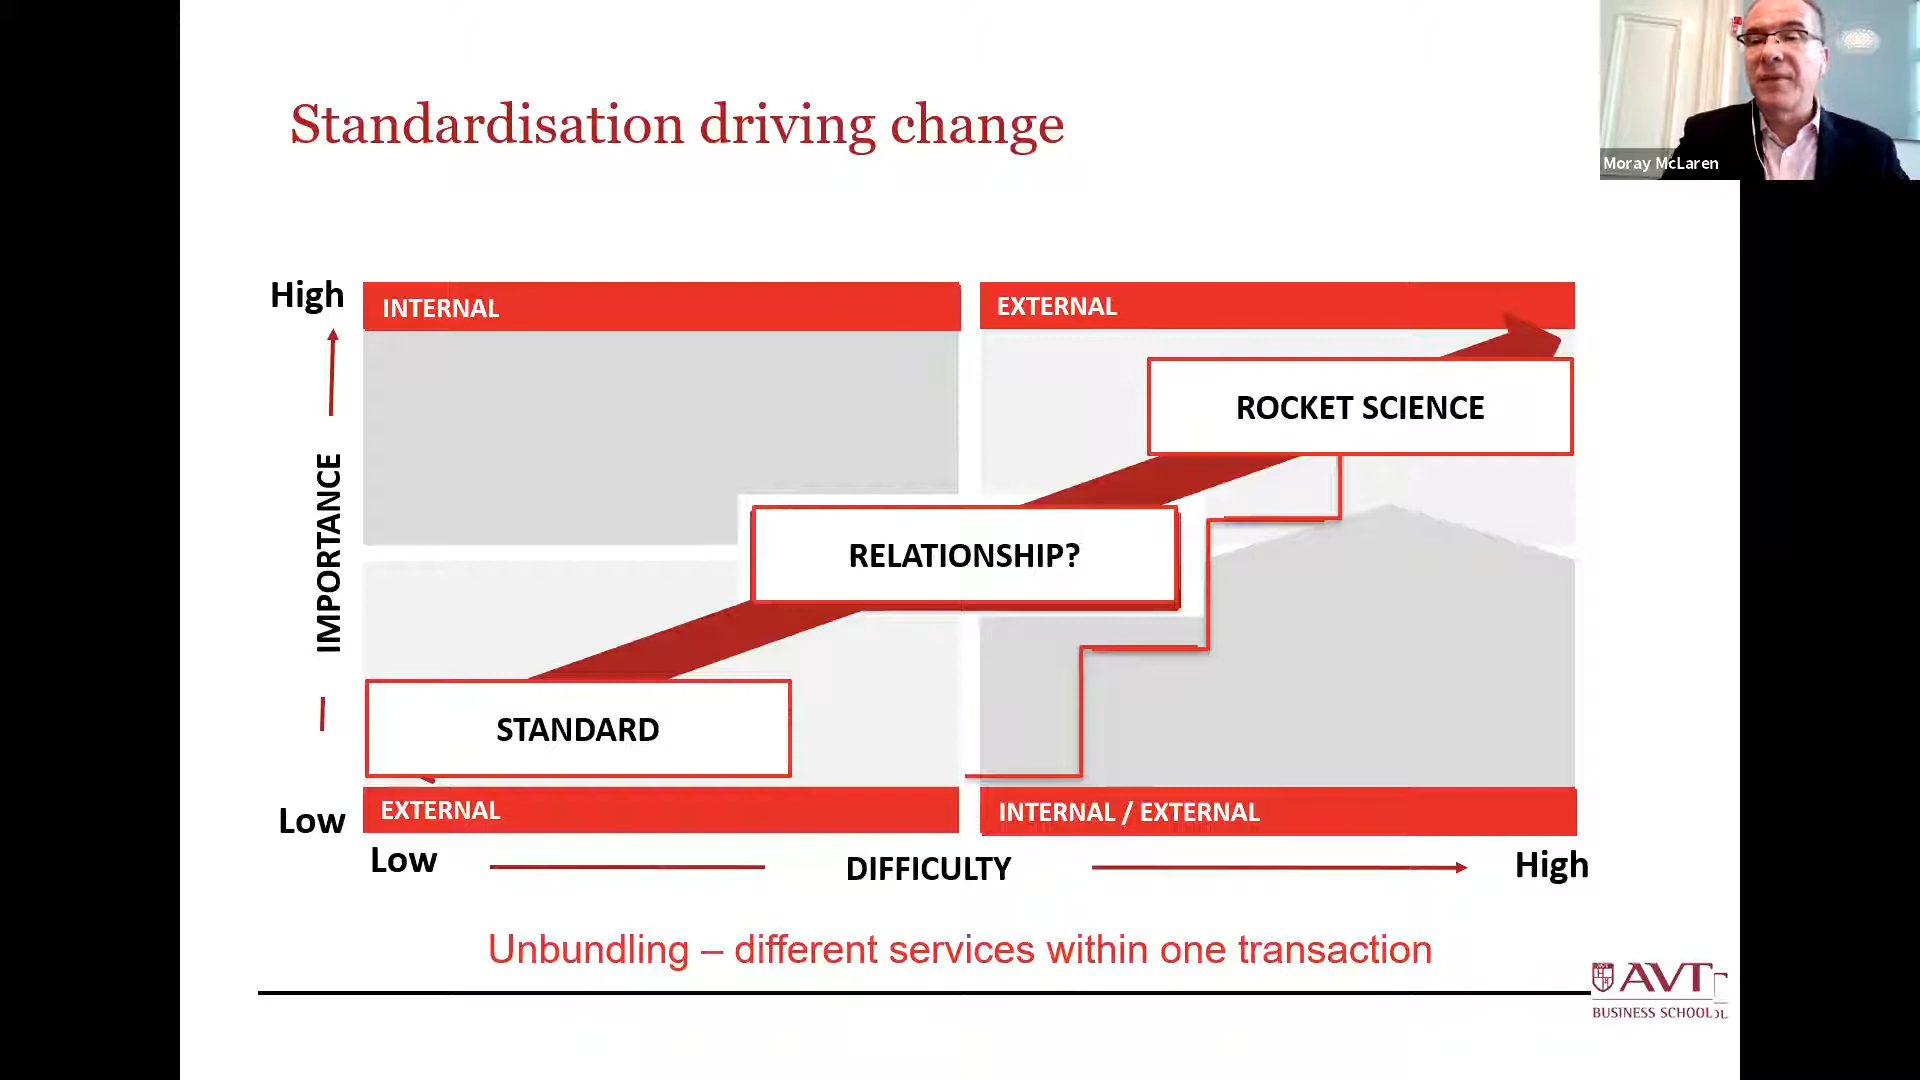 Standardisation driving change
Moray McLaren
High
INTERNAL
EXTERNAL
ROCKET SCIENCE
IMPORTANCE
RELATIONSHIP?
STANDARD
EXTERNAL
INTERNAL / EXTERNAL
Low
Low
DIFFICULTY
High
Unbundling – different services within one transaction
AVT
BUSINESS SCHOOL